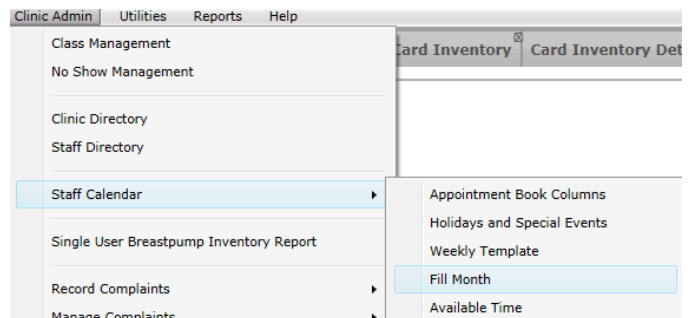 Clinic Admin Utilities Reports Help
Class Management
No Show Management
Card Inventory Card Inventory Det
Clinic Directory
Staff Directory
Staff Calendar
Single User Breastpump Inventory Report
Record Complaints
Manage Complaints
Appointment Book Columns
Holidays and Special Events
Weekly Template
Fill Month
Available Time